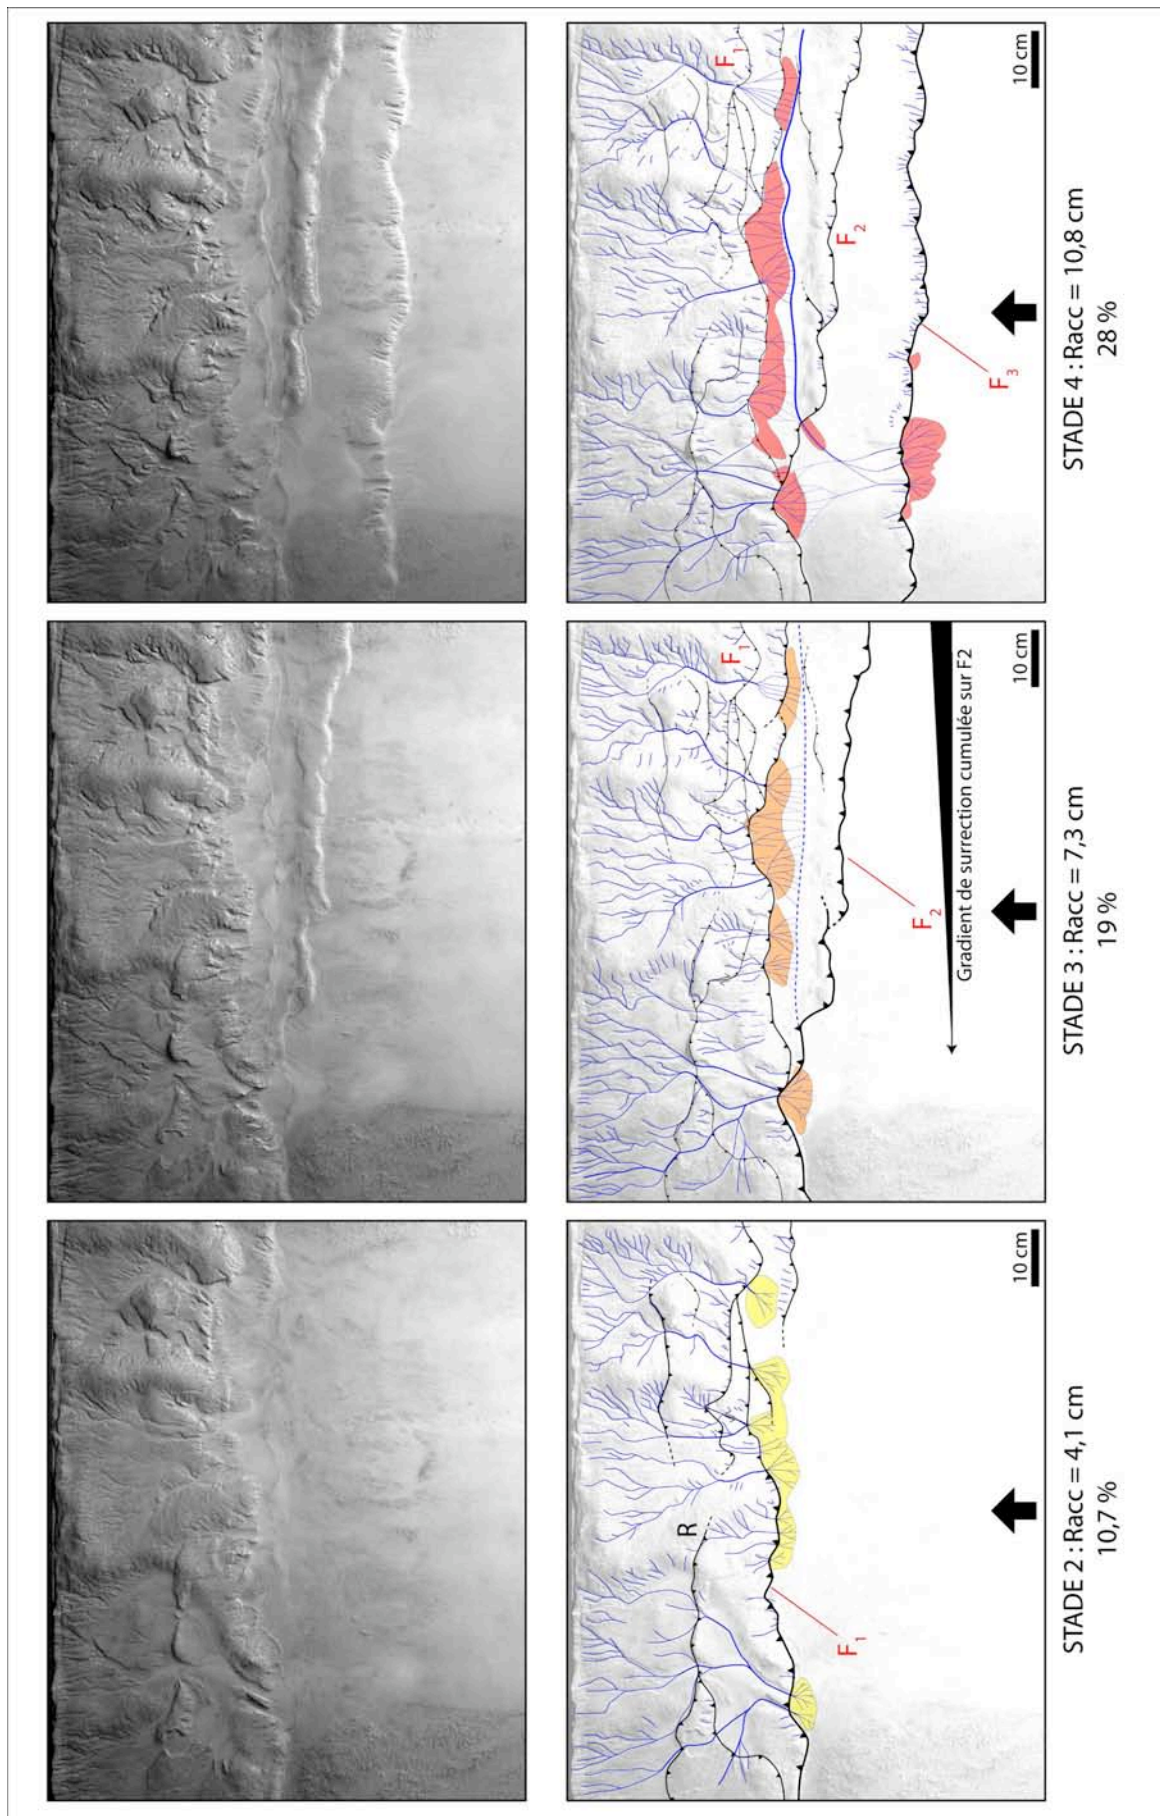 R
F₁
10 cm
STADE 2 : Racc = 4,1 cm
10,7 %
F₁
F₂
Gradient de surrection cumulée sur F2
10 cm
STADE 3 : Racc = 7,3 cm
19 %
F₁
F₂
F₃
10 cm
STADE 4 : Racc = 10,8 cm
28 %